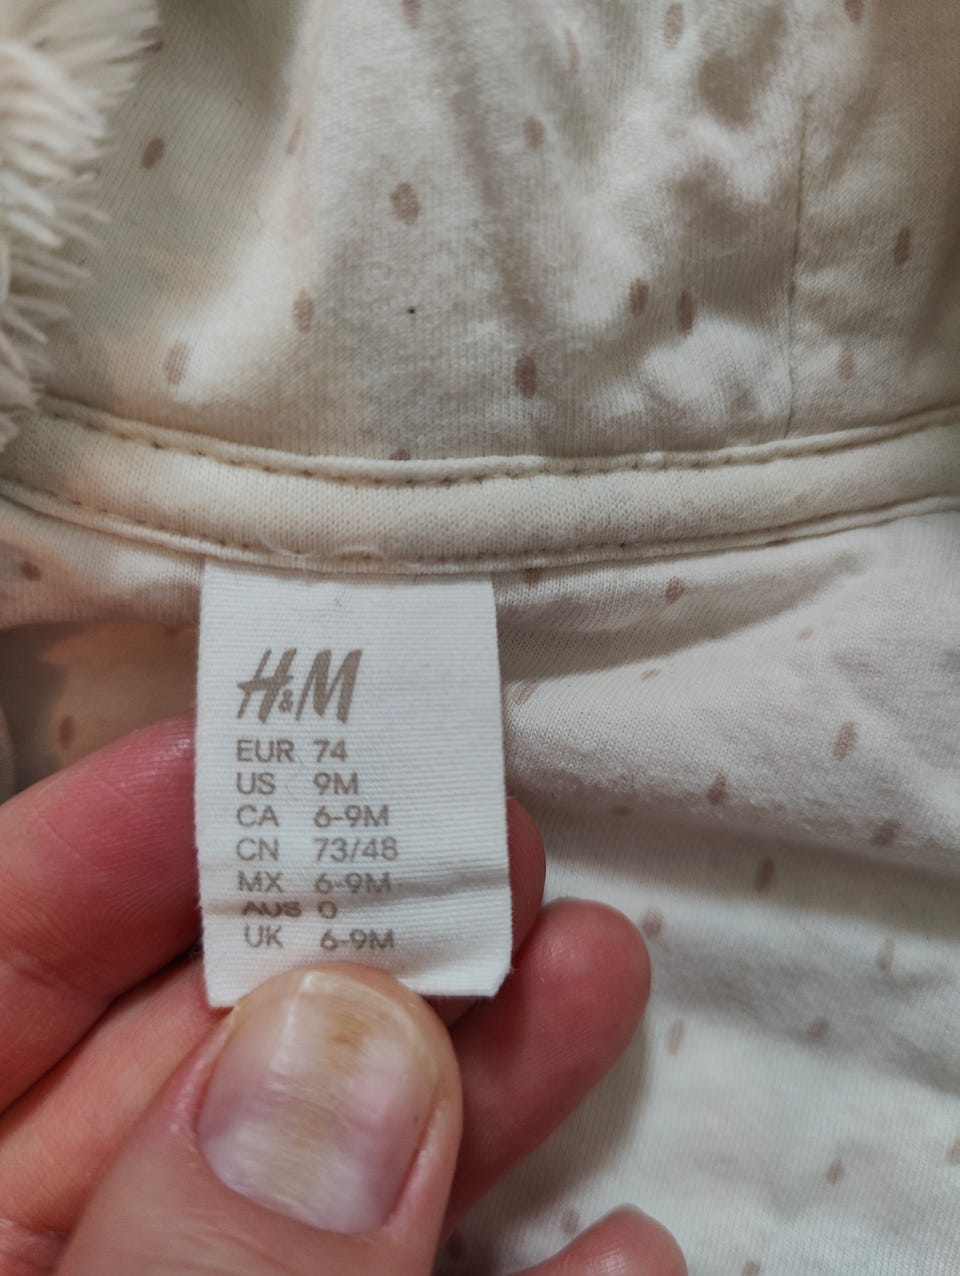 H&M
EUR 74
US 9M
CA 6-9M
CN 73/48
MX 6-9M
AUS 0
UK 6-9M